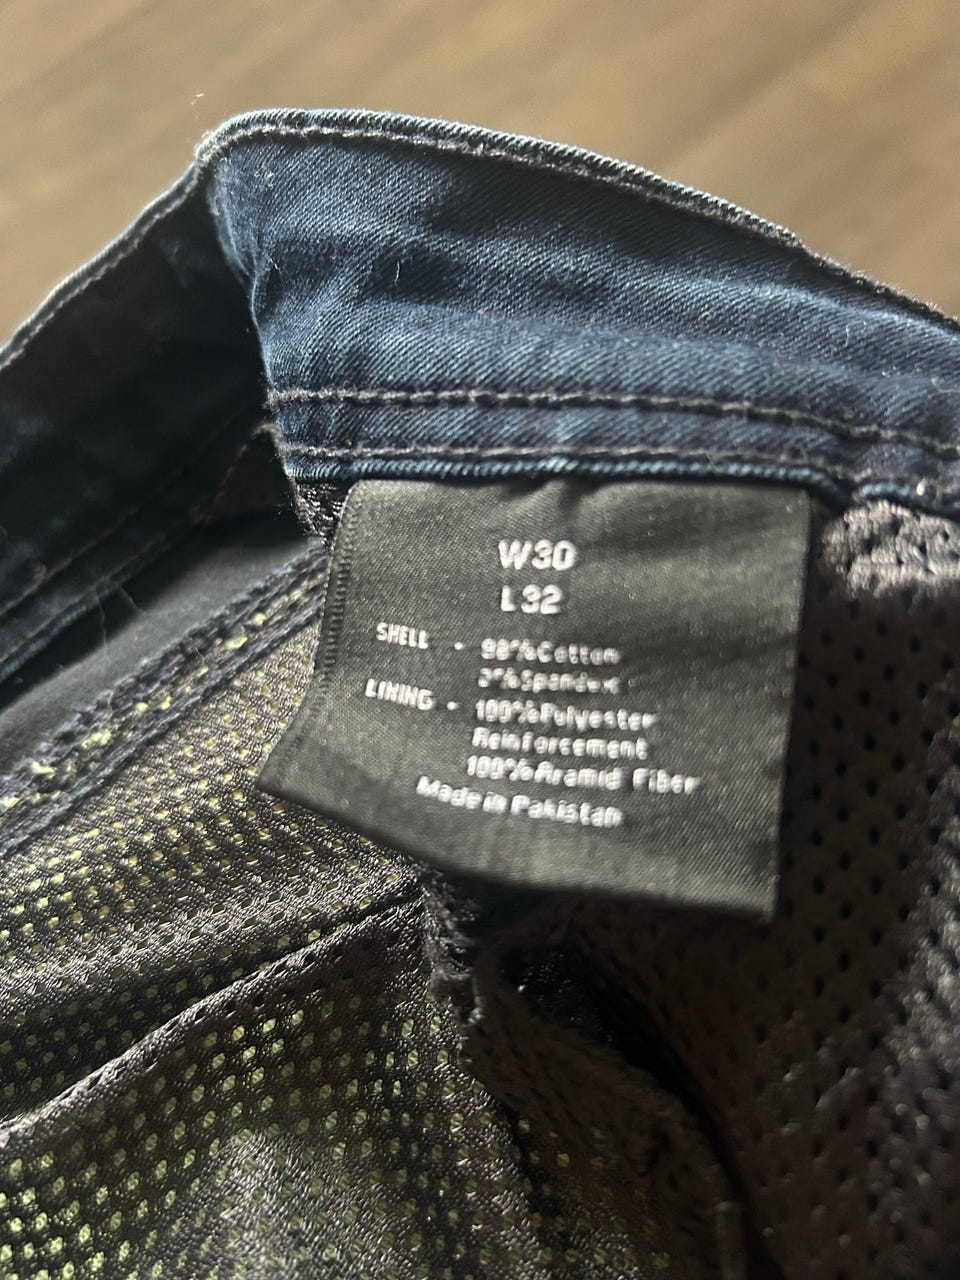 W30
L32
SHELL - 98%Cotton
2%Spandex
LINING - 100%Polyester
Reinforcement
100%Aramid Fiber
Made in Pakistan